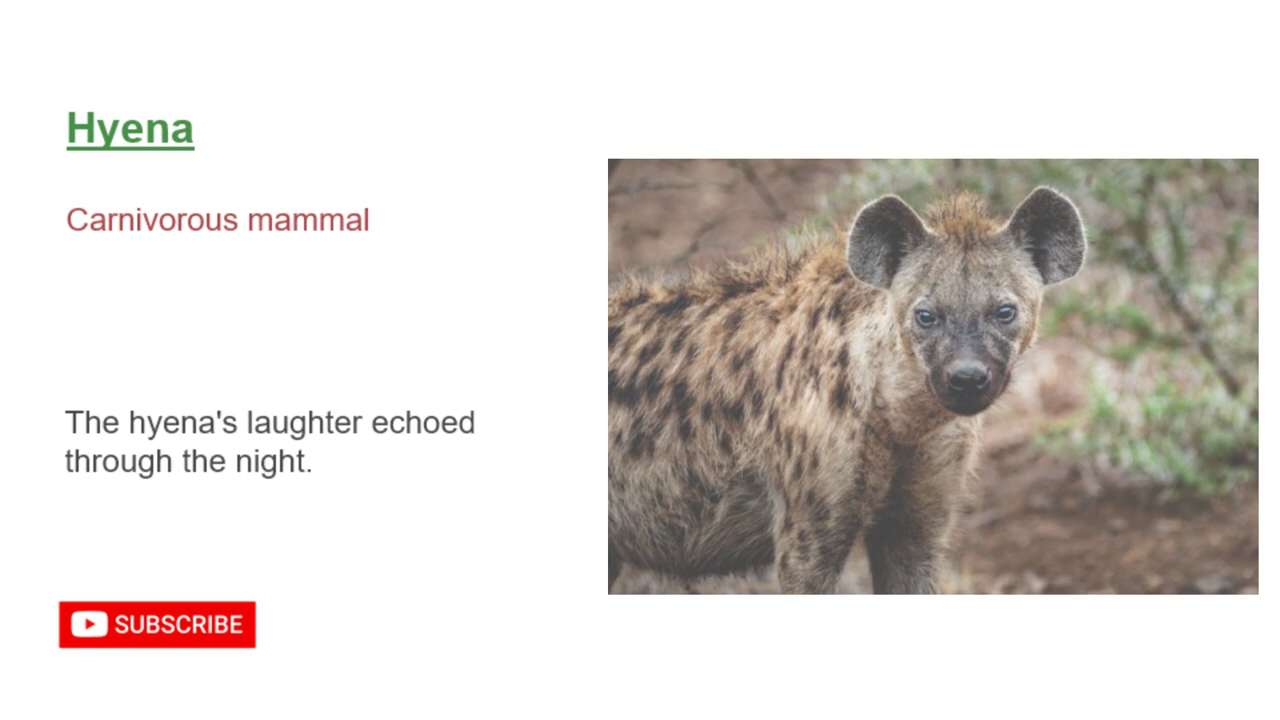 Hyena
Carnivorous mammal
The hyena's laughter echoed
through the night.
SUBSCRIBE